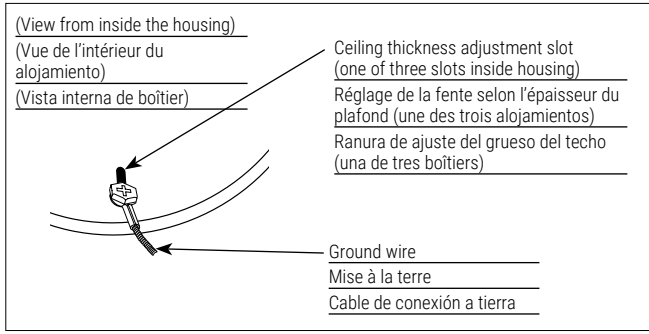 (View from inside the housing)
(Vue de l'intérieur du
alojamiento)
(Vista interna de boîtier)
Ceiling thickness adjustment slot
(one of three slots inside housing)
Réglage de la fente selon l'épaisseur du
plafond (une des trois alojamientos)
Ranura de ajuste del grueso del techo
(una de tres boîtiers)
Ground wire
Mise à la terre
Cable de conexión a tierra